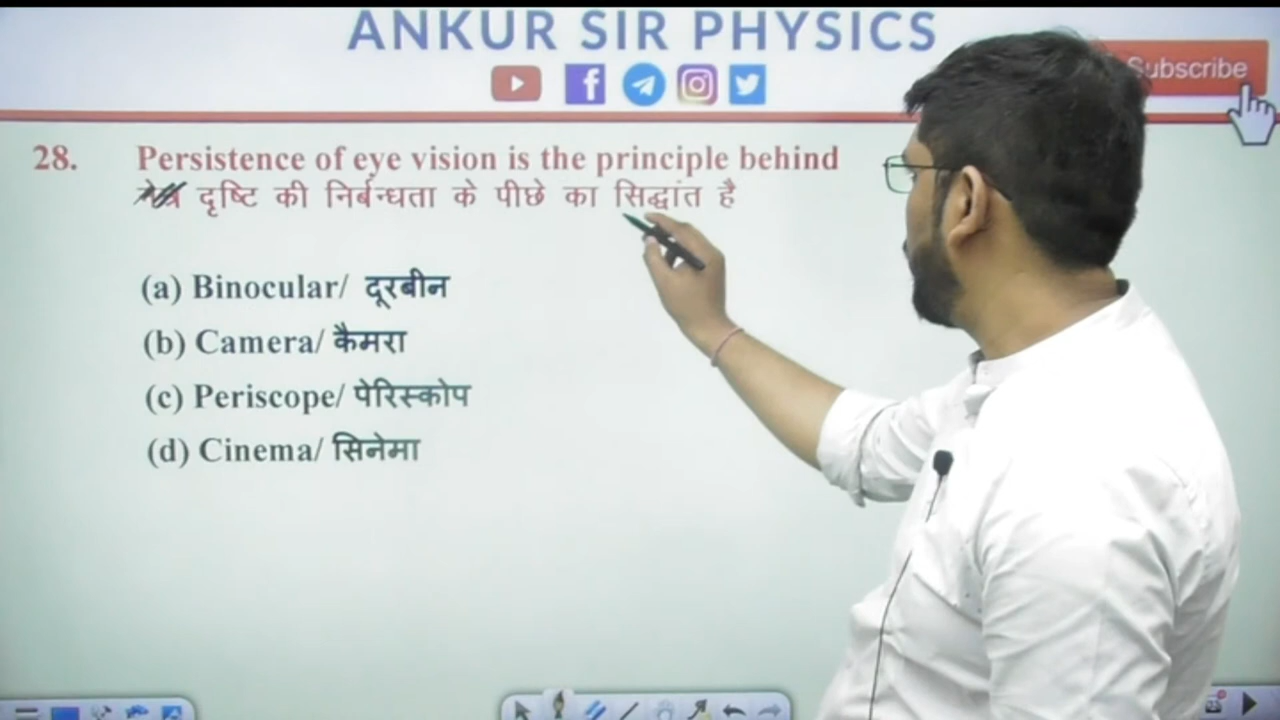 ANKUR SIR PHYSICS
Subscribe
28. Persistence of eye vision is the principle behind
दृष्टि की निर्बन्धता के पीछे का सिद्धांत है
(a) Binocular/ दूरबीन
(b) Camera/ कैमरा
(c) Periscope/ पेरिस्कोप
(d) Cinema/ सिनेमा